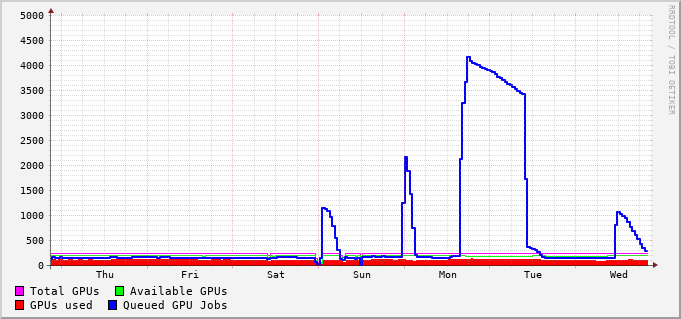 5000
4500
4000
3500
3000
2500
2000
1500
1000
500
0
Thu Fri Sat Sun Mon Tue Wed
Total GPUs Available GPUs
GPUs used Queued GPU Jobs
RRDTOOL / TOBI OETIKER